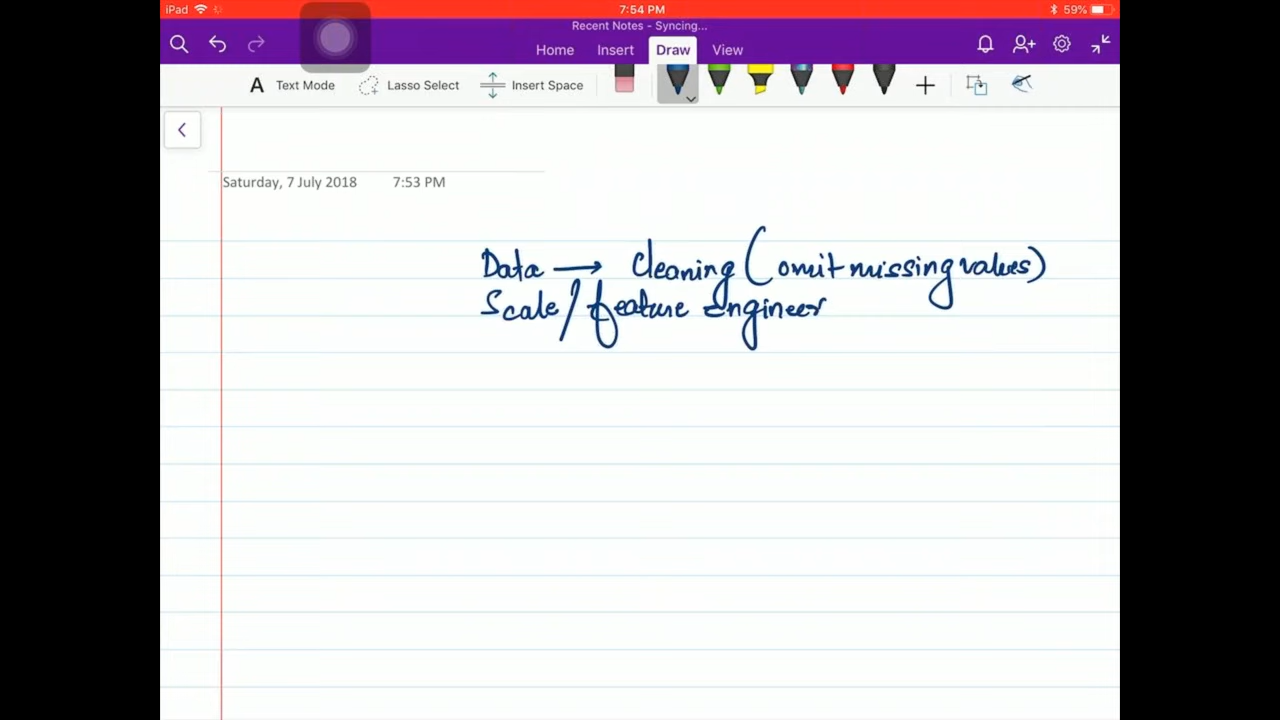 iPad 7:54 PM 59%
Recent Notes - Syncing...
Home Insert Draw View
A Text Mode Lasso Select Insert Space
Saturday, 7 July 2018 7:53 PM
Data → Cleaning (omit missing values)
Scale/feature engineer